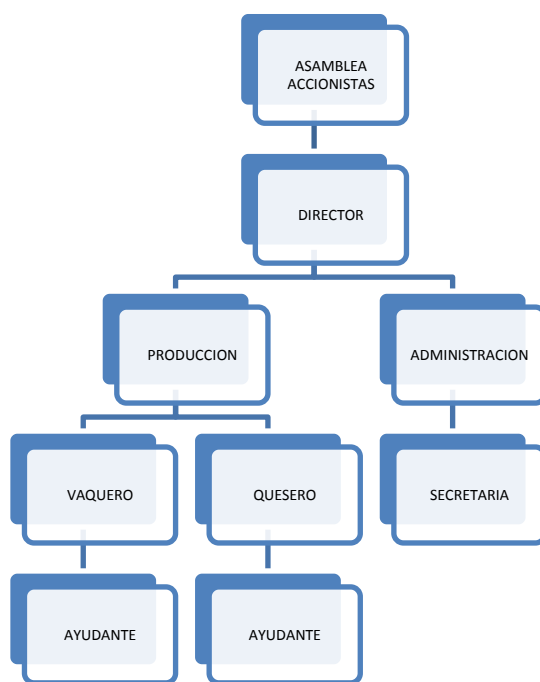 ASAMBLEA
ACCIONISTAS
DIRECTOR
PRODUCCION
ADMINISTRACION
VAQUERO
QUESERO
SECRETARIA
AYUDANTE
AYUDANTE